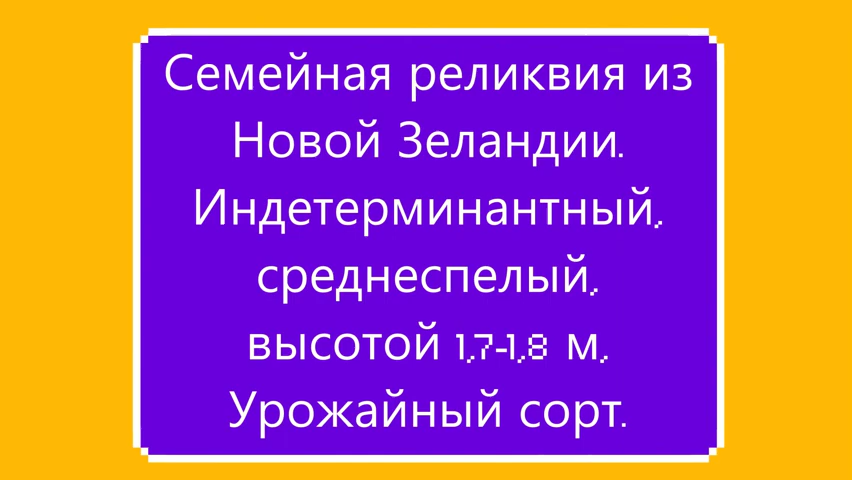 Семейная реликвия из
Новой Зеландии.
Индетерминантный,
среднеспелый,
высотой 1,7-1,8 м,
Урожайный сорт.